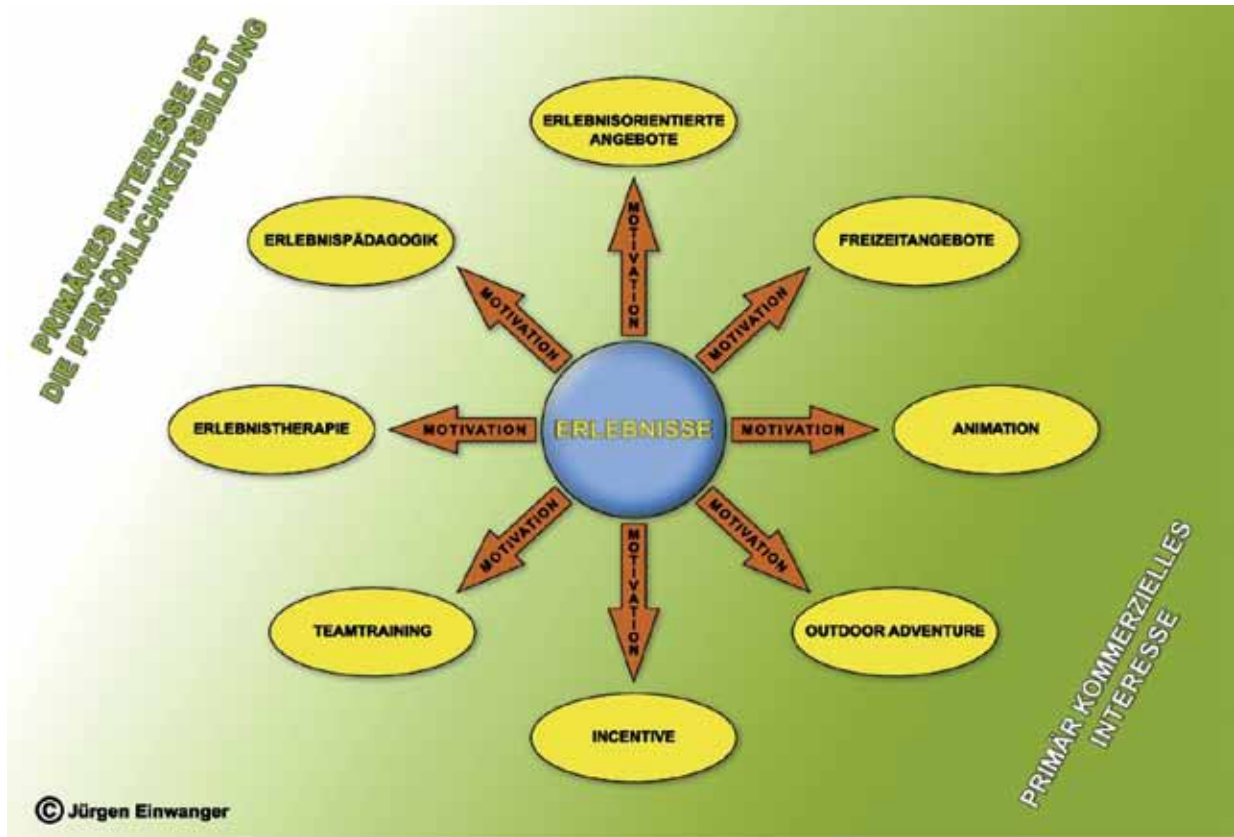 PRIMÄRES INTERESSE IST
DIE PERSÖNLICHKEITSBILDUNG
ERLEBNISORIENTIERTE
ANGEBOTE
ERLEBNISPÄDAGOGIK
FREIZEITANGEBOTE
MOTIVATION
MOTIVATION
MOTIVATION
ERLEBNISTHERAPIE
MOTIVATION
ERLEBNISSE
MOTIVATION
ANIMATION
MOTIVATION
MOTIVATION
MOTIVATION
TEAMTRAINING
OUTDOOR ADVENTURE
INCENTIVE
PRIMÄR KOMMERZIELLES
INTERESSE
© Jürgen Einwanger